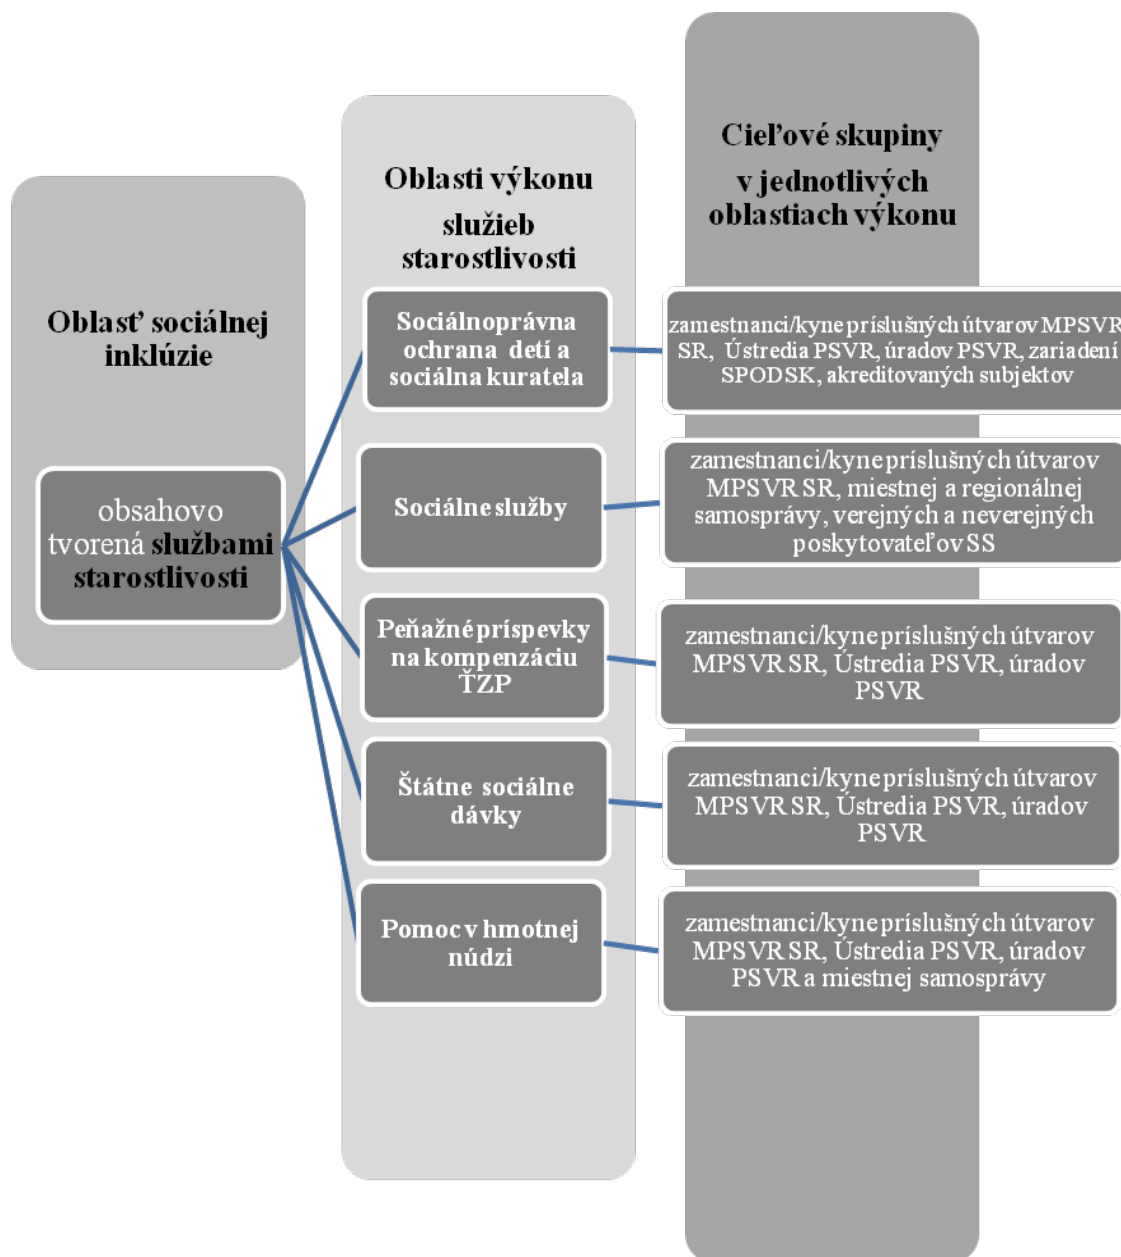 Oblasť sociálnej
inklúzie
obsahovo
tvorená službami
starostlivosti
Oblasti výkonu
služieb
starostlivosti
Sociálnoprávna
ochrana detí a
sociálna kuratela
Sociálne služby
Peňažné príspevky
na kompenzáciu
ŤZP
Štátne sociálne
dávky
Pomoc v hmotnej
núdzi
Cieľové skupiny
v jednotlivých
oblastiach výkonu
zamestnanci/kyne príslušných útvarov MPSVR
SR, Ústredia PSVR, úradov PSVR, zariadení
SPODSK, akreditovaných subjektov
zamestnanci/kyne príslušných útvarov
MPSVR SR, miestnej a regionálnej
samosprávy, verejných a neverejných
poskytovateľov SS
zamestnanci/kyne príslušných útvarov
MPSVR SR, Ústredia PSVR, úradov
PSVR
zamestnanci/kyne príslušných útvarov
MPSVR SR, Ústredia PSVR, úradov
PSVR
zamestnanci/kyne príslušných útvarov
MPSVR SR, Ústredia PSVR, úradov
PSVR a miestnej samosprávy